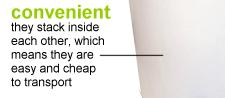 convenient
they stack inside
each other, which
means they are
easy and cheap
to transport